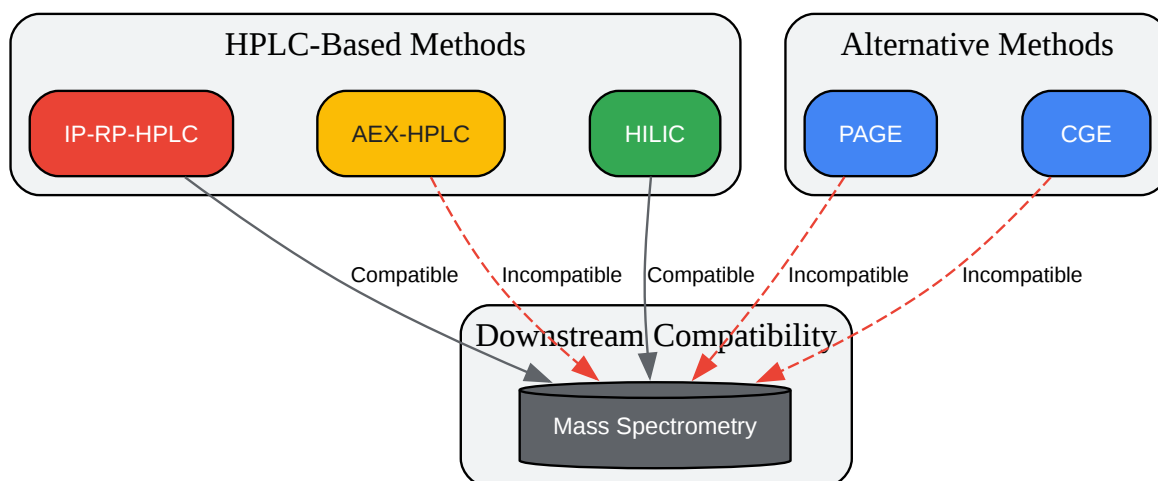 HPLC-Based Methods
Alternative Methods
IP-RP-HPLC
AEX-HPLC
HILIC
PAGE
CGE
Compatible
Incompatible
Compatible
Incompatible
Incompatible
Downstream Compatibility
Mass Spectrometry